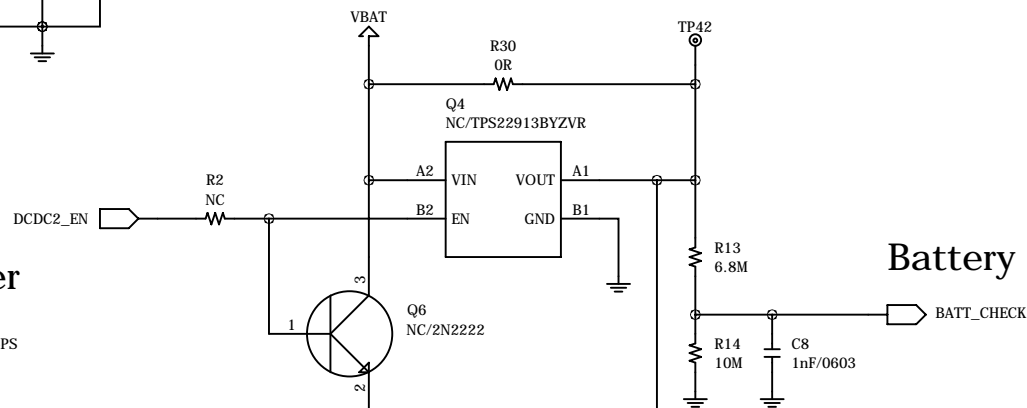 VBAT
TP42
R30
0R
Q4
NC/TPS22913BYZVR
R2
NC
A2 VIN VOUT A1
DCDC2_EN
B2 EN GND B1
R13
6.8M
Battery
er
3
Q6
NC/2N2222
1
BATT_CHECK
PS
R14
10M
C8
1nF/0603
2